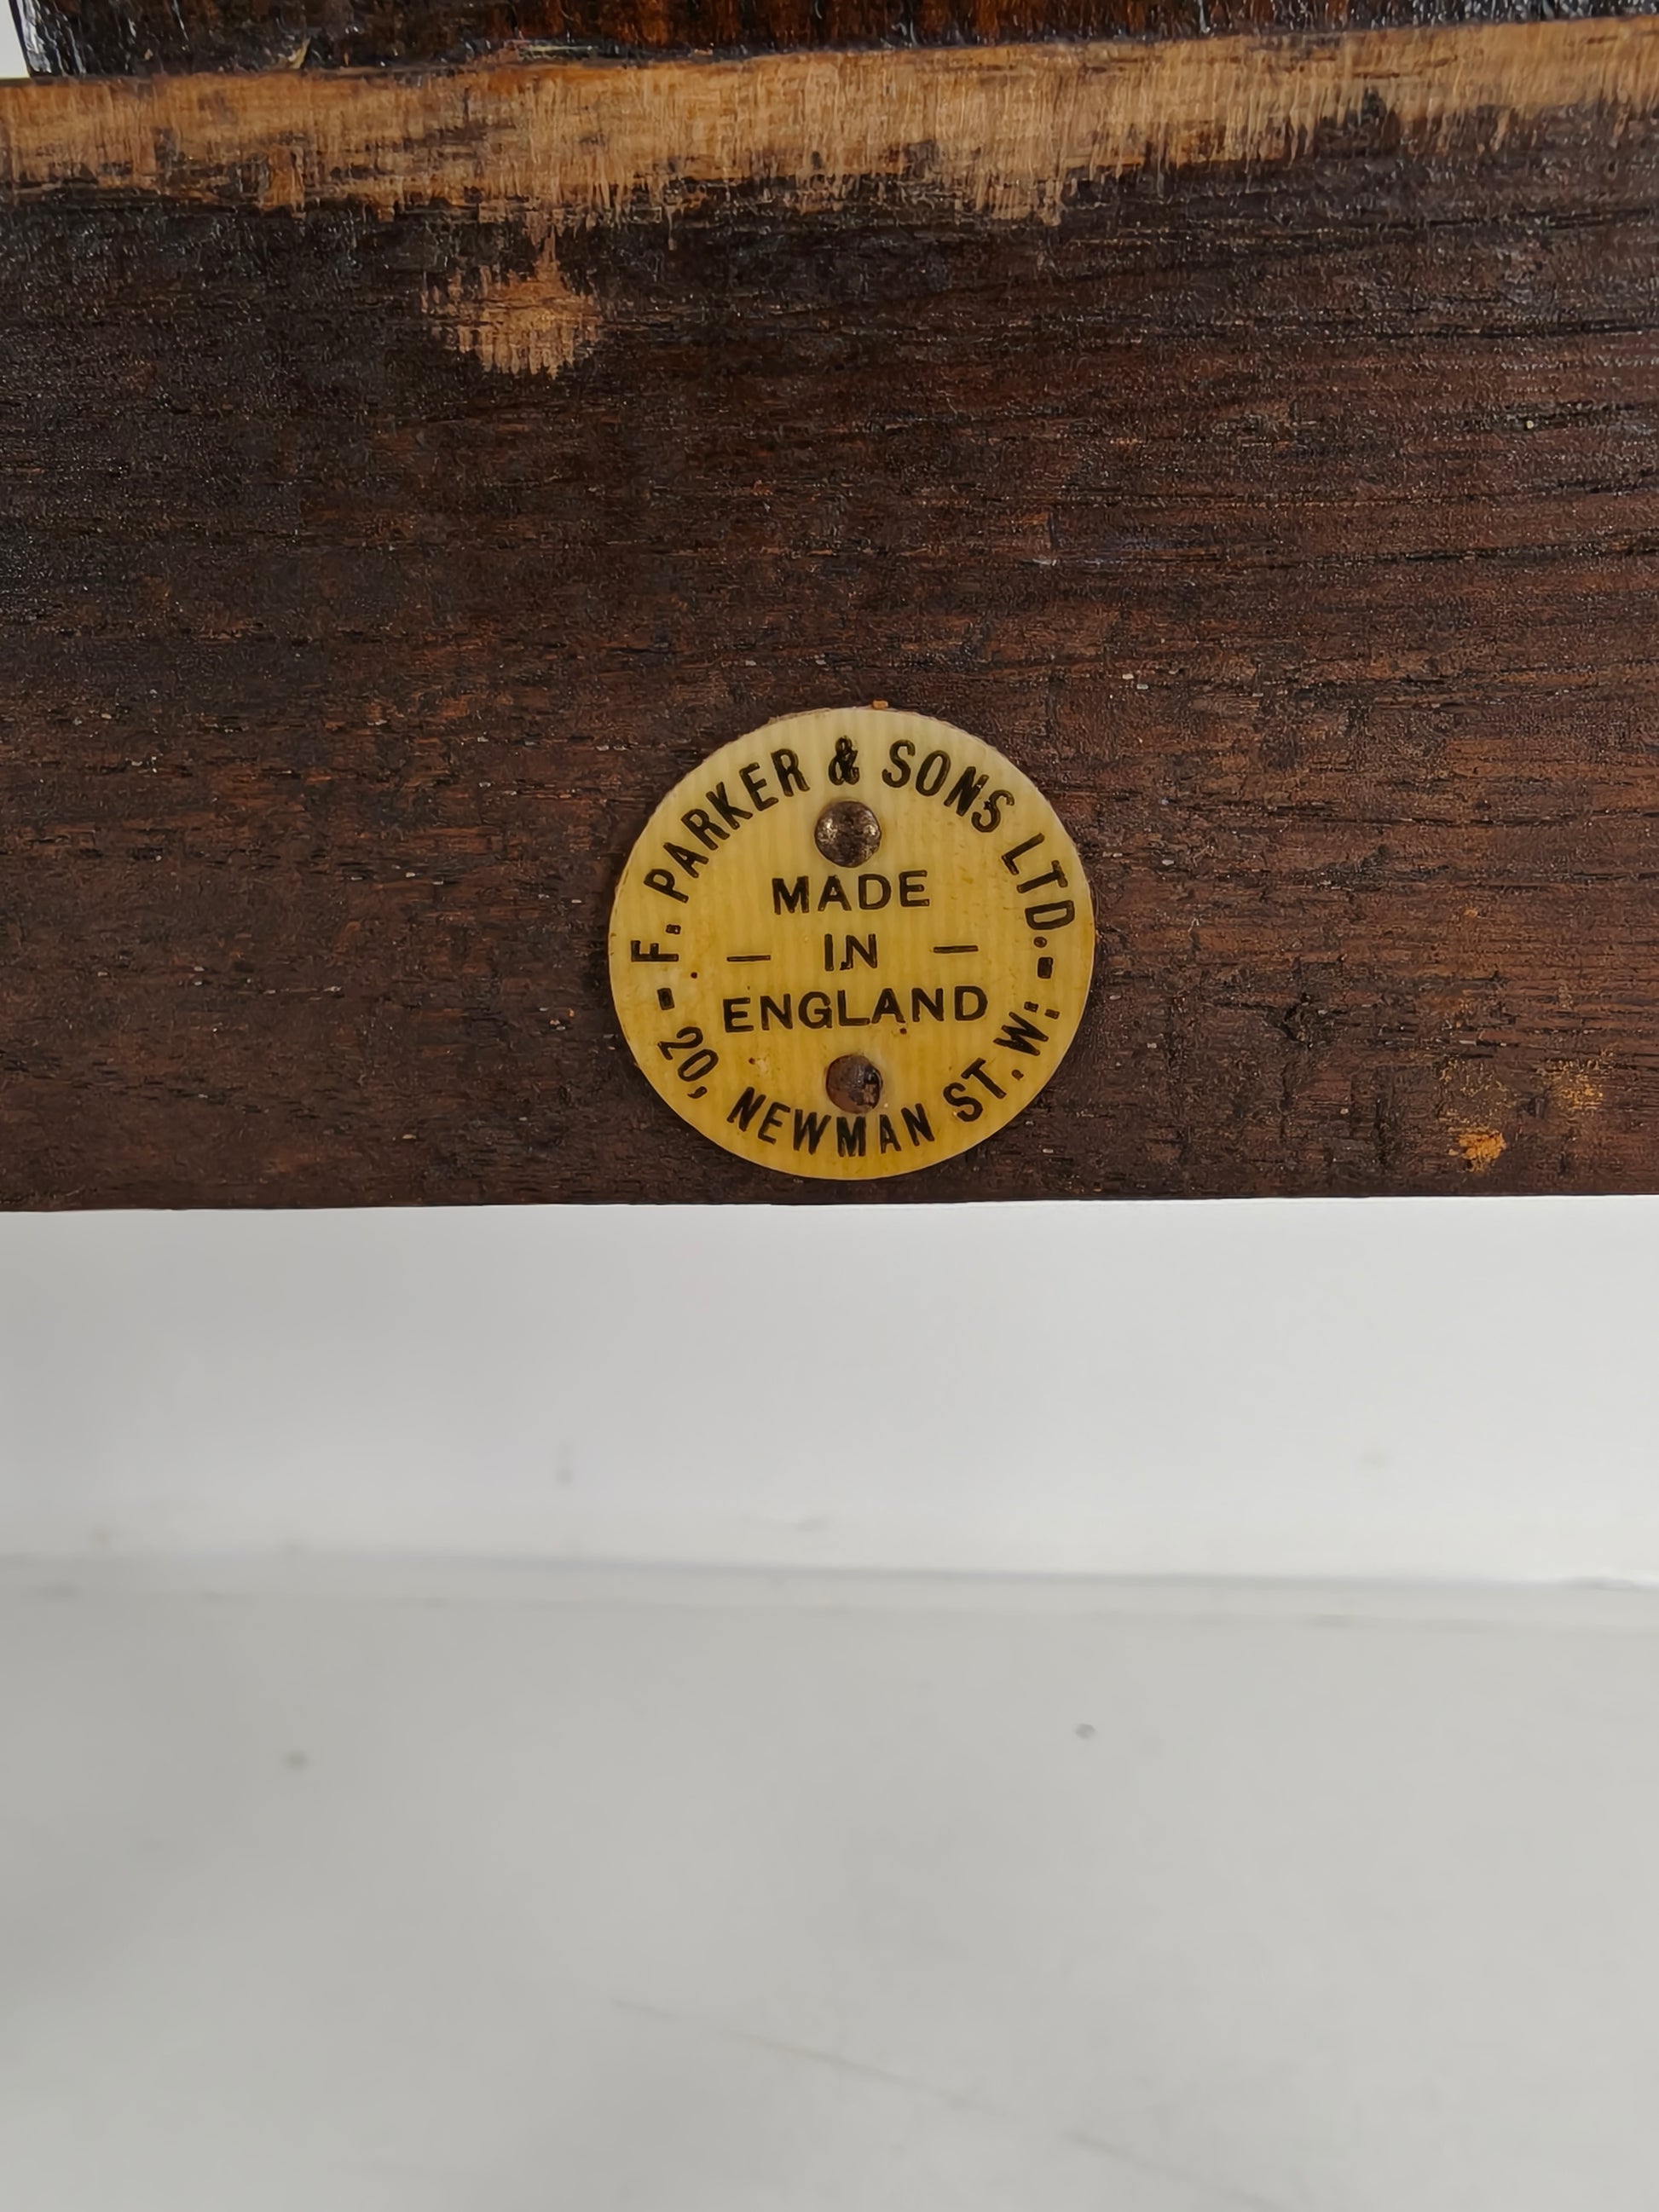 F. PARKER & SONS LTD.
MADE
— IN —
ENGLAND
20, NEWMAN ST. W.